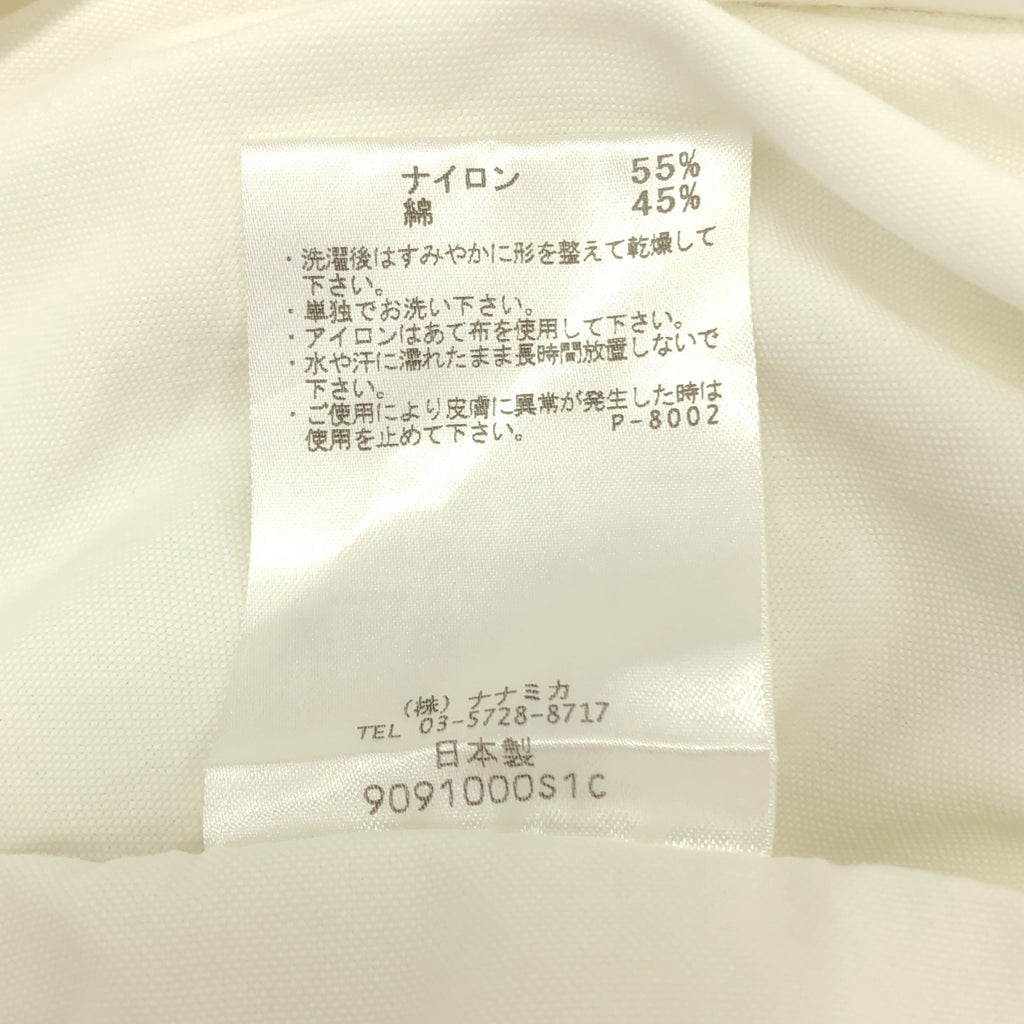 ナイロン 55%
綿 45%
・洗濯後はすみやかに形を整えて乾燥して
下さい。
・単独でお洗い下さい。
・アイロンはあて布を使用して下さい。
・水や汗に濡れたまま長時間放置しないで
下さい。
・ご使用により皮膚に異常が発生した時は
使用を止めて下さい。 P-8002
(株) ナナミカ
TEL 03-5728-8717
日本製
9091000S1C